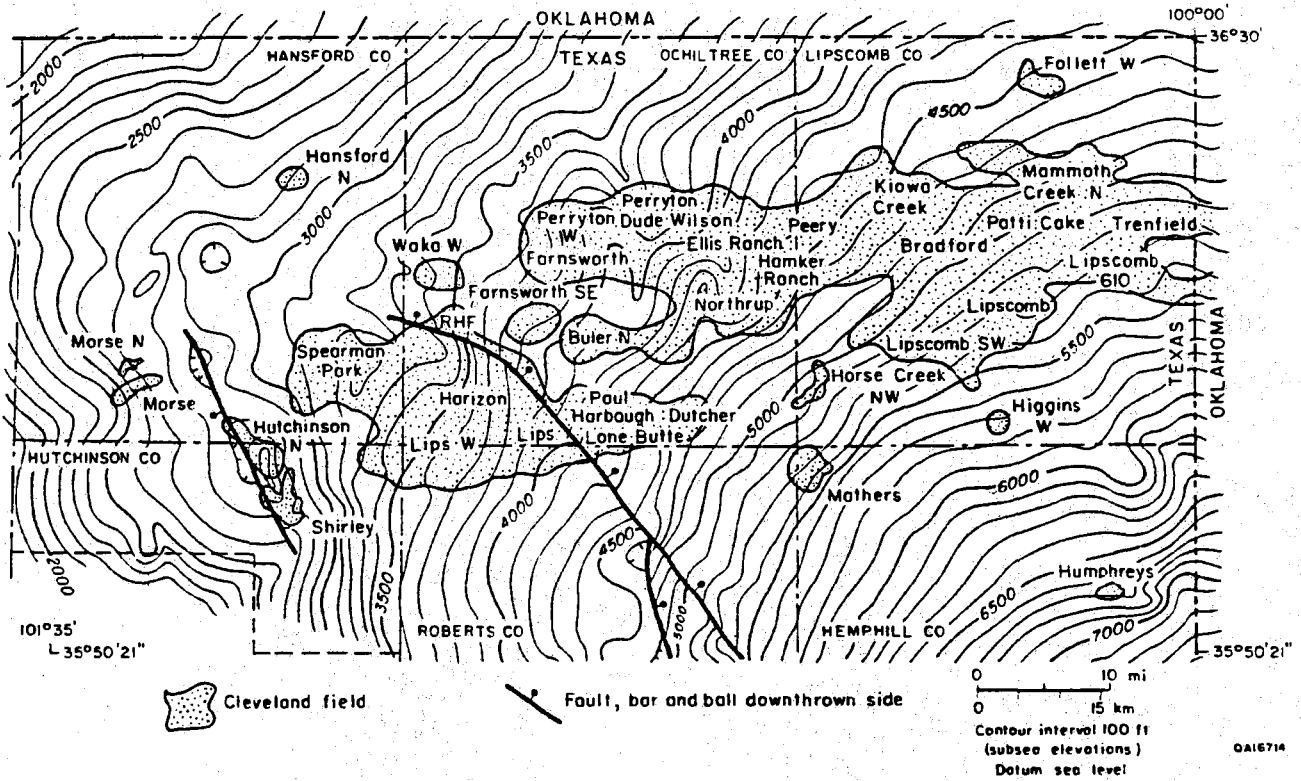 OKLAHOMA
100°00'
36°30'
HANSFORD CO
TEXAS
OCHILTREE CO
LIPSCOMB CO
Follett W
2000
2500
4000
4500
3500
Hansford
N
3000
Mammoth
Creek N
Kiowa
Creek
Perryton
Dude Wilson
Perryton
W
Peery
Patti Cake
Trenfield
Bradford
Ellis Ranch
Farnsworth
Waka W
Hamker
Ranch
Lipscomb
610
Farnsworth SE
Northrup
Lipscomb
RHF
Buler N
Lipscomb SW
5500
TEXAS
OKLAHOMA
Morse N
Spearman
Park
Morse
Horizon
Paul
Harbough
Dutcher
Lone Butte
Horse Creek
NW
Higgins
W
5000
Hutchinson
N
Lips W
Lips
HUTCHINSON CO
6000
Mathers
4000
Shirley
4500
2000
3500
5000
Humphreys
6500
7000
101°35'
35°50'21"
ROBERTS CO
HEMPHILL CO
35°50'21"
Cleveland field
Fault, bar and ball downthrown side
0 10 mi
0 15 km
Contour interval 100 ft
(subsea elevations)
Datum sea level
QA16714